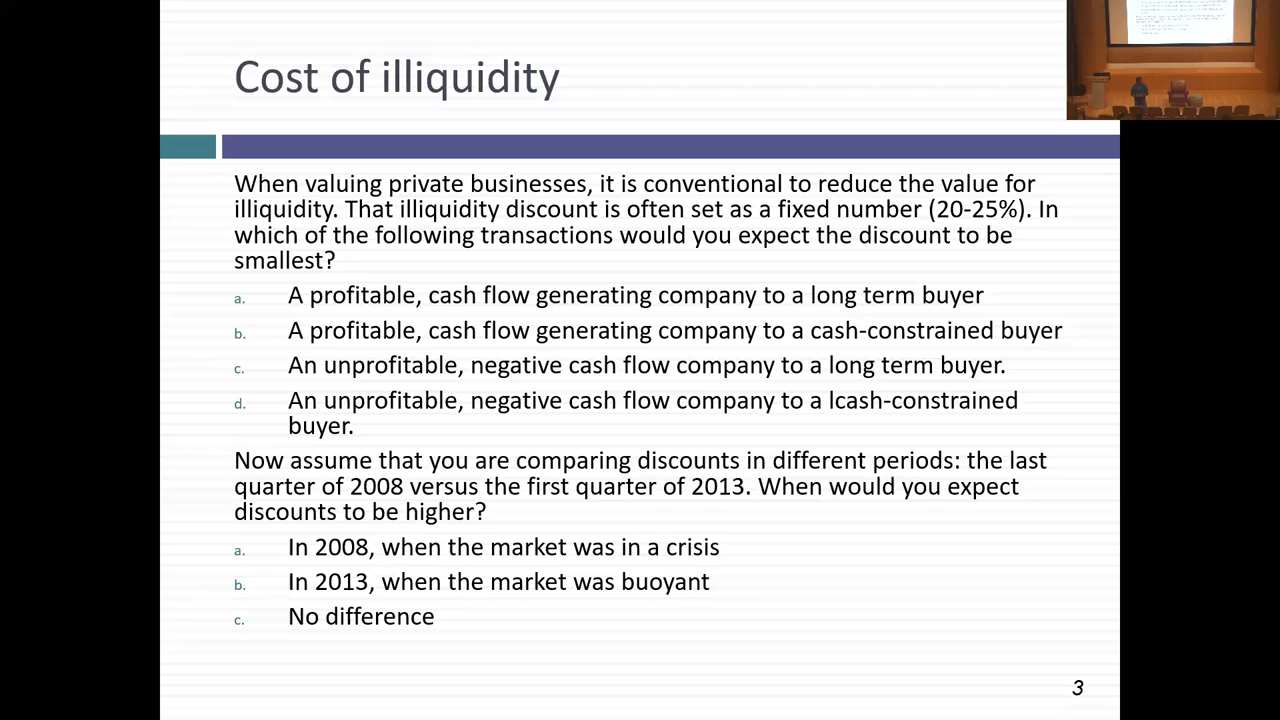 Cost of illiquidity
When valuing private businesses, it is conventional to reduce the value for
illiquidity. That illiquidity discount is often set as a fixed number (20-25%). In
which of the following transactions would you expect the discount to be
smallest?
a. A profitable, cash flow generating company to a long term buyer
b. A profitable, cash flow generating company to a cash-constrained buyer
c. An unprofitable, negative cash flow company to a long term buyer.
d. An unprofitable, negative cash flow company to a lcash-constrained
buyer.
Now assume that you are comparing discounts in different periods: the last
quarter of 2008 versus the first quarter of 2013. When would you expect
discounts to be higher?
a. In 2008, when the market was in a crisis
b. In 2013, when the market was buoyant
c. No difference
3